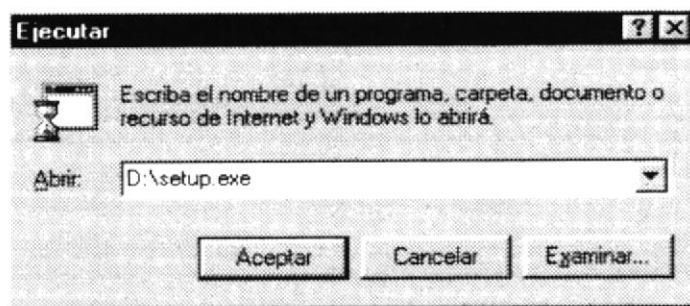 Ejecutar
Escriba el nombre de un programa, carpeta, documento o
recurso de Internet y Windows lo abrirá.
Abrir: D:\setup.exe
Aceptar Cancelar Examinar...